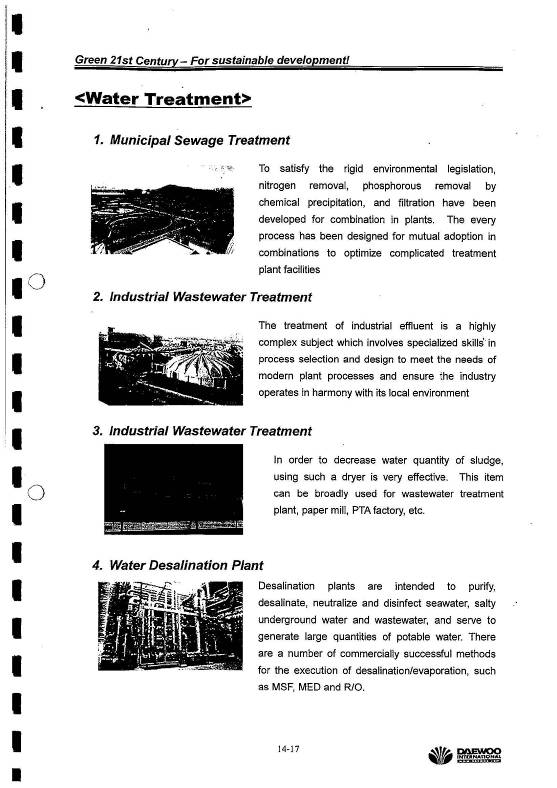 Green 21st Century – For sustainable development!
<Water Treatment>
1. Municipal Sewage Treatment
To satisfy the rigid environmental legislation,
nitrogen removal, phosphorous removal by
chemical precipitation, and filtration have been
developed for combination in plants. The every
process has been designed for mutual adoption in
combinations to optimize complicated treatment
plant facilities
2. Industrial Wastewater Treatment
The treatment of industrial effluent is a highly
complex subject which involves specialized skills in
process selection and design to meet the needs of
modern plant processes and ensure the industry
operates in harmony with its local environment
3. Industrial Wastewater Treatment
In order to decrease water quantity of sludge,
using such a dryer is very effective. This item
can be broadly used for wastewater treatment
plant, paper mill, PTA factory, etc.
4. Water Desalination Plant
Desalination plants are intended to purify,
desalinate, neutralize and disinfect seawater, salty
underground water and wastewater, and serve to
generate large quantities of potable water. There
are a number of commercially successful methods
for the execution of desalination/evaporation, such
as MSF, MED and R/O.
14-17
DAEWOO
INTERNATIONAL